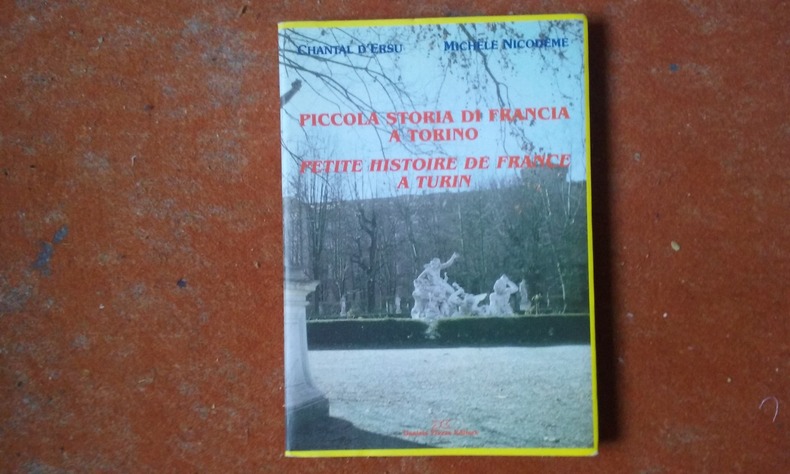 CHANTAL D'ERSU MICHÈLE NICODÈME
PICCOLA STORIA DI FRANCIA
A TORINO
PETITE HISTOIRE DE FRANCE
A TURIN